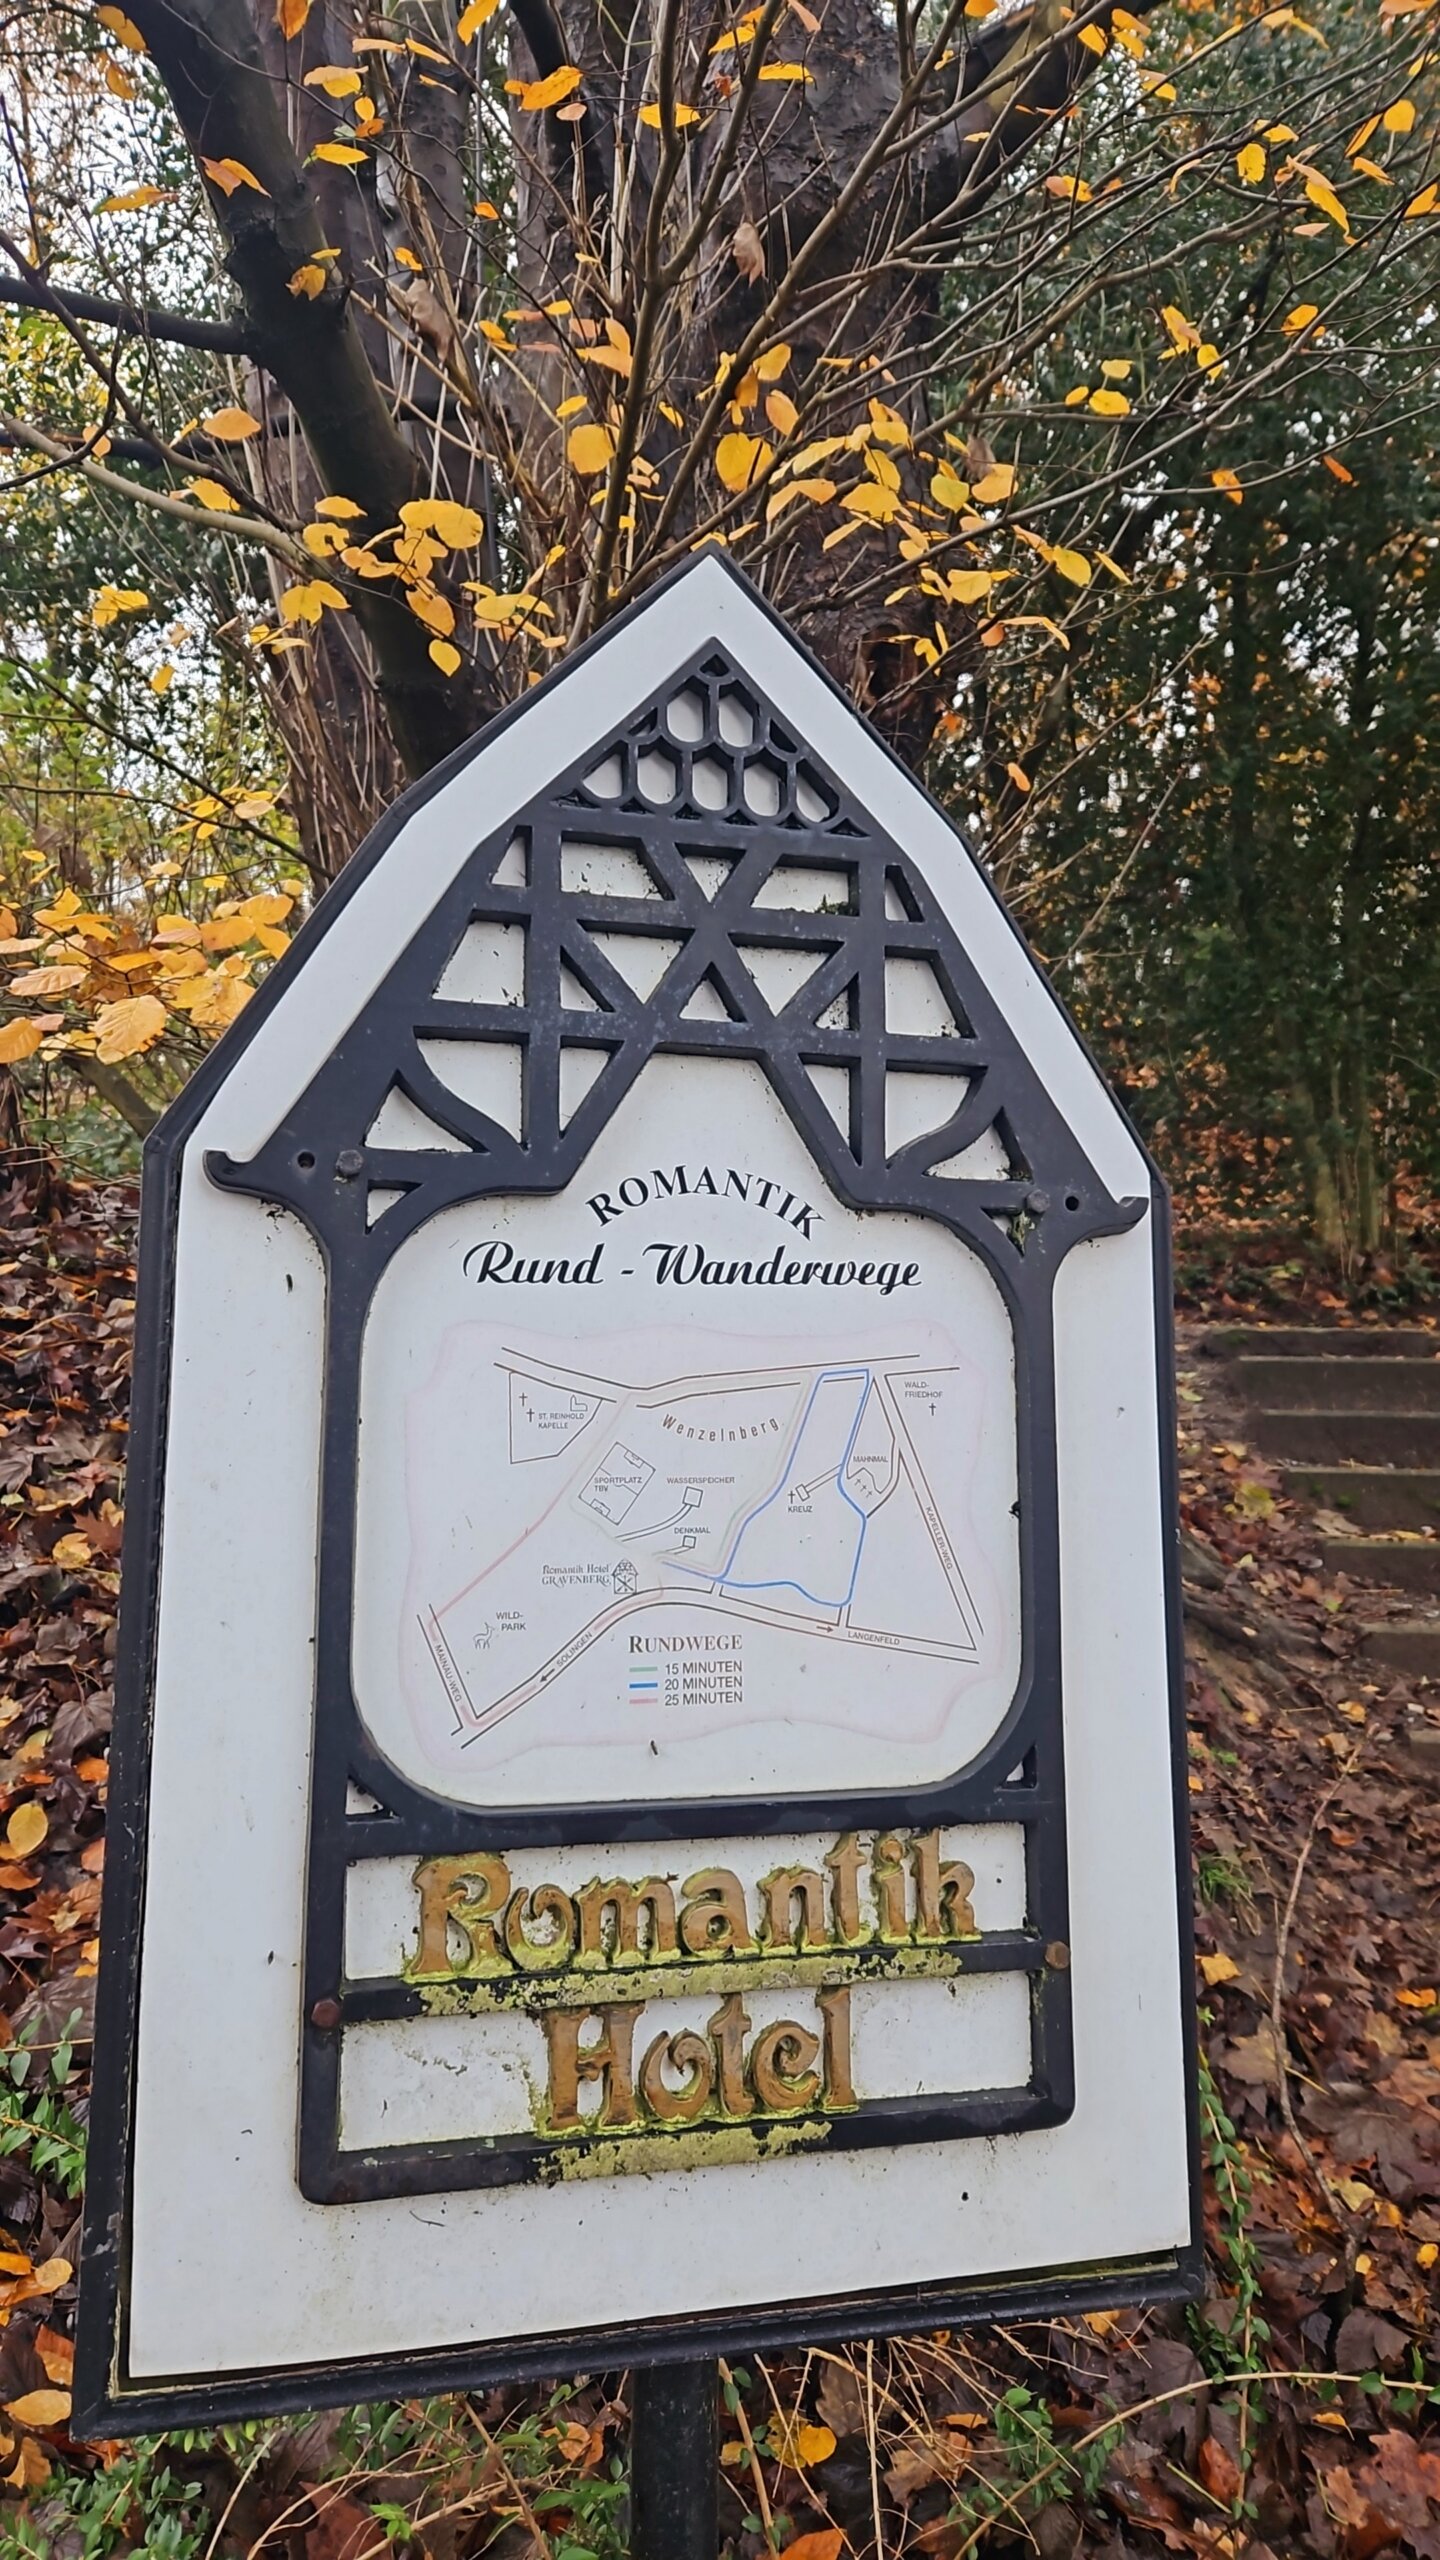 ROMANTIK
Rund - Wanderwege
WALD-
FRIEDHOF
ST. REINHOLD
KAPELLE
Wenzelnberg
MAHNMAL
SPORTPLATZ
TBV
WASSERSPEICHER
KREUZ
DENKMAL
KAPELLER-WEG
Romantik Hotel
GRAVENBERG
WILD-
PARK
MAINAU-WEG
SOLINGEN
LANGENFELD
RUNDWEGE
15 MINUTEN
20 MINUTEN
25 MINUTEN
Romantik
Hotel